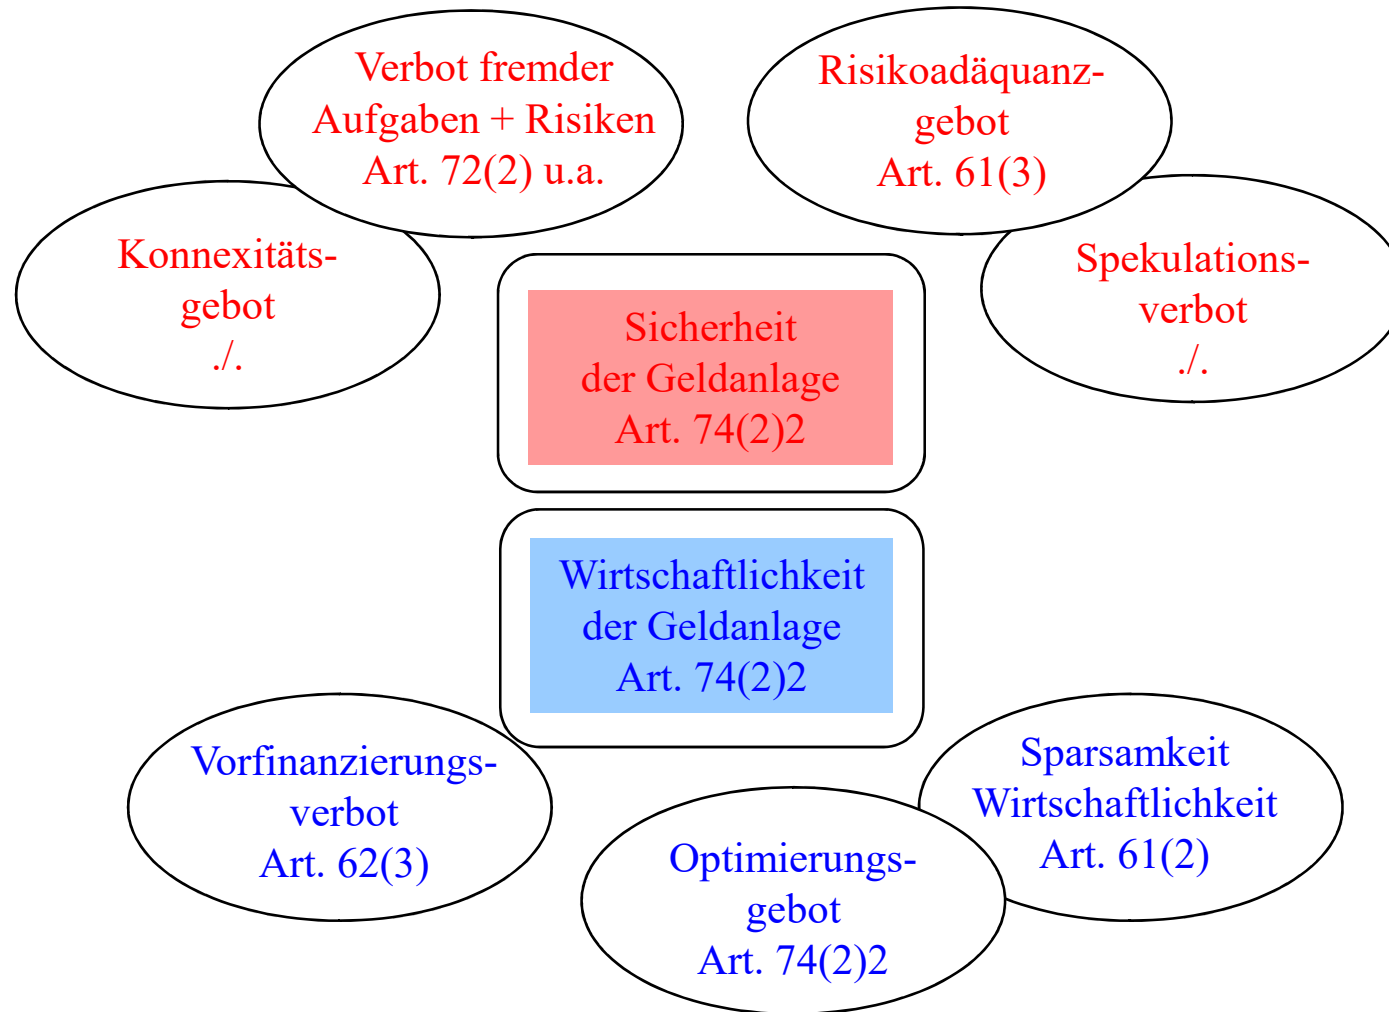 Verbot fremder
Aufgaben + Risiken
Art. 72(2) u.a.
Risikoadäquanz-
gebot
Art. 61(3)
Konnexitäts-
gebot
./.
Spekulations-
verbot
./.
Sicherheit
der Geldanlage
Art. 74(2)2
Wirtschaftlichkeit
der Geldanlage
Art. 74(2)2
Vorfinanzierungs-
verbot
Art. 62(3)
Optimierungs-
gebot
Art. 74(2)2
Sparsamkeit
Wirtschaftlichkeit
Art. 61(2)